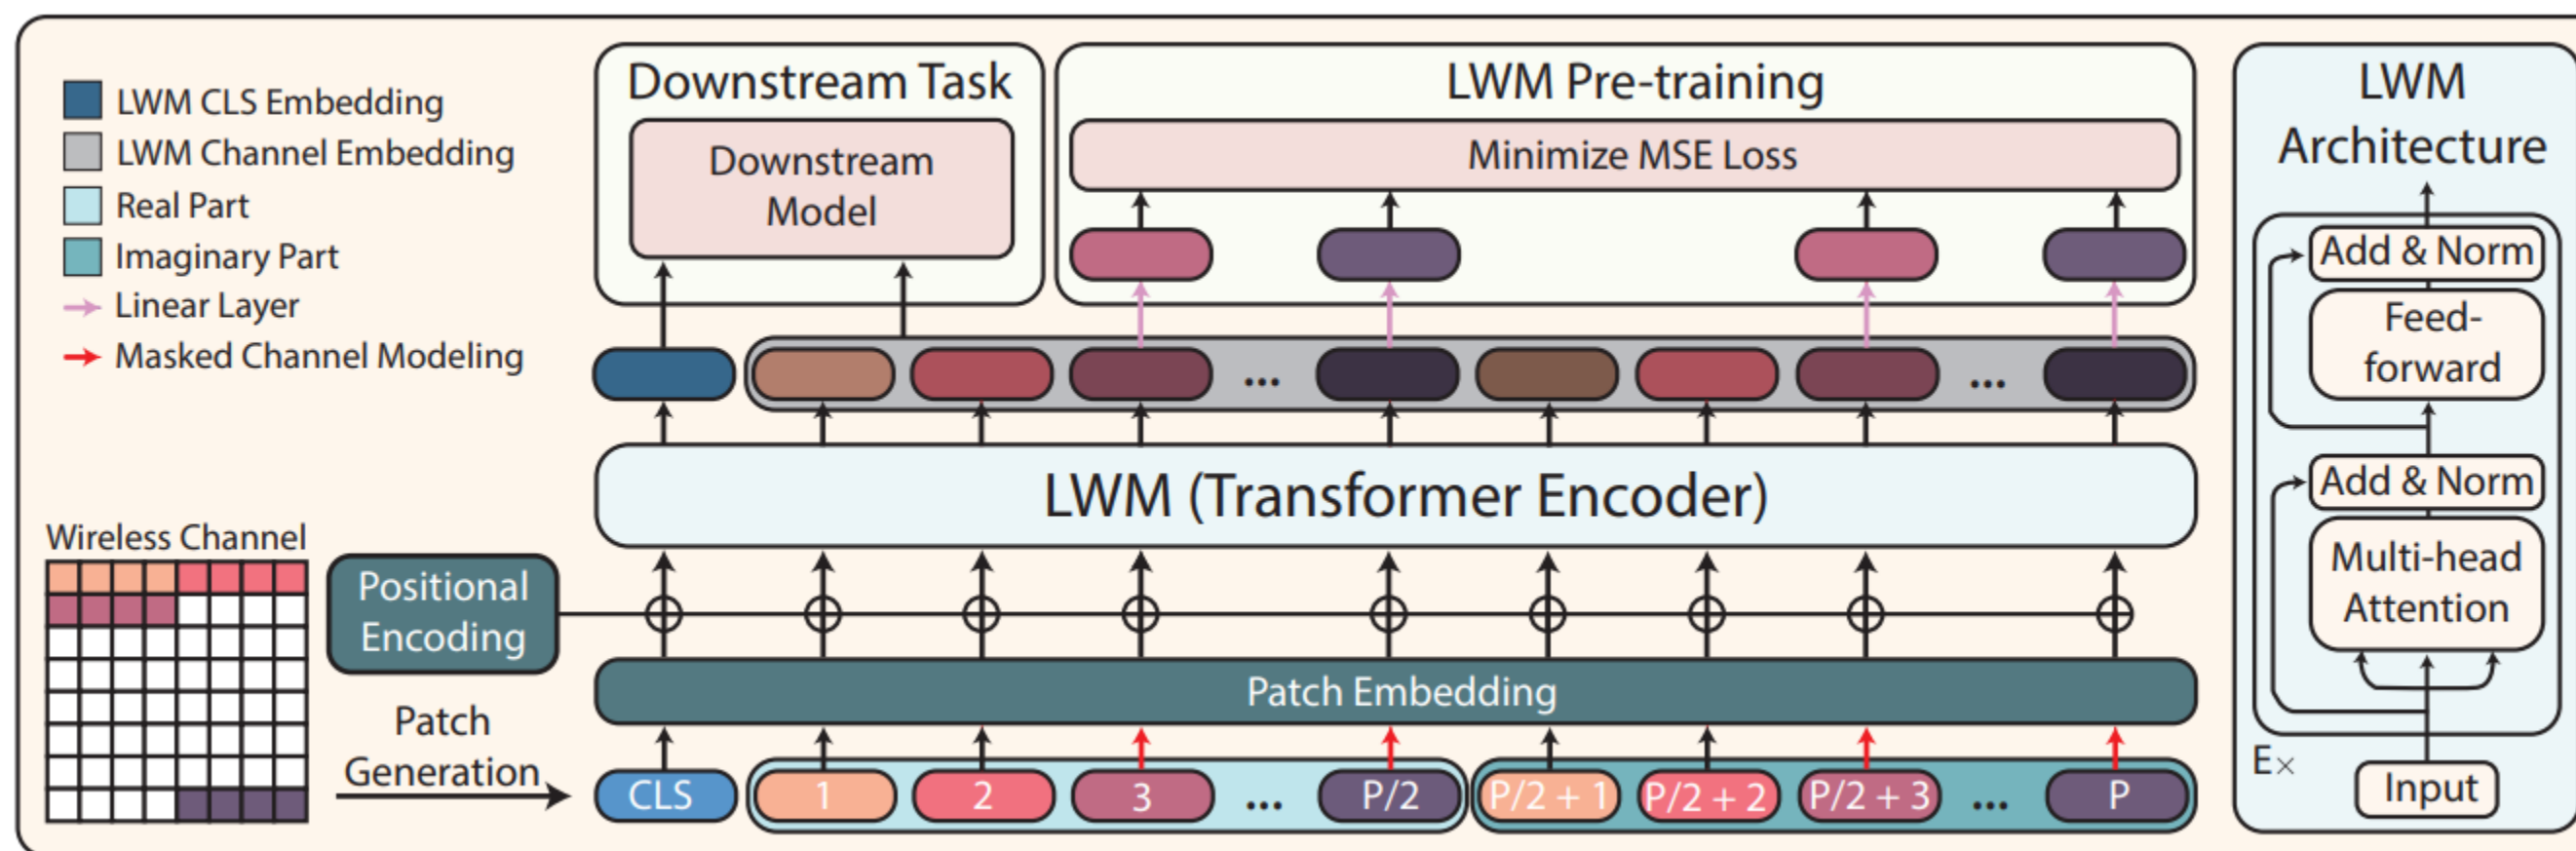 LWM CLS Embedding
LWM Channel Embedding
Real Part
Imaginary Part
Linear Layer
Masked Channel Modeling
Downstream Task
Downstream
Model
LWM Pre-training
Minimize MSE Loss
...
...
LWM (Transformer Encoder)
Wireless Channel
Positional
Encoding
Patch
Generation
Patch Embedding
CLS
1
2
3
...
P/2
P/2 + 1
P/2 + 2
P/2 + 3
...
P
LWM
Architecture
Add & Norm
Feed-
forward
Add & Norm
Multi-head
Attention
E×
Input